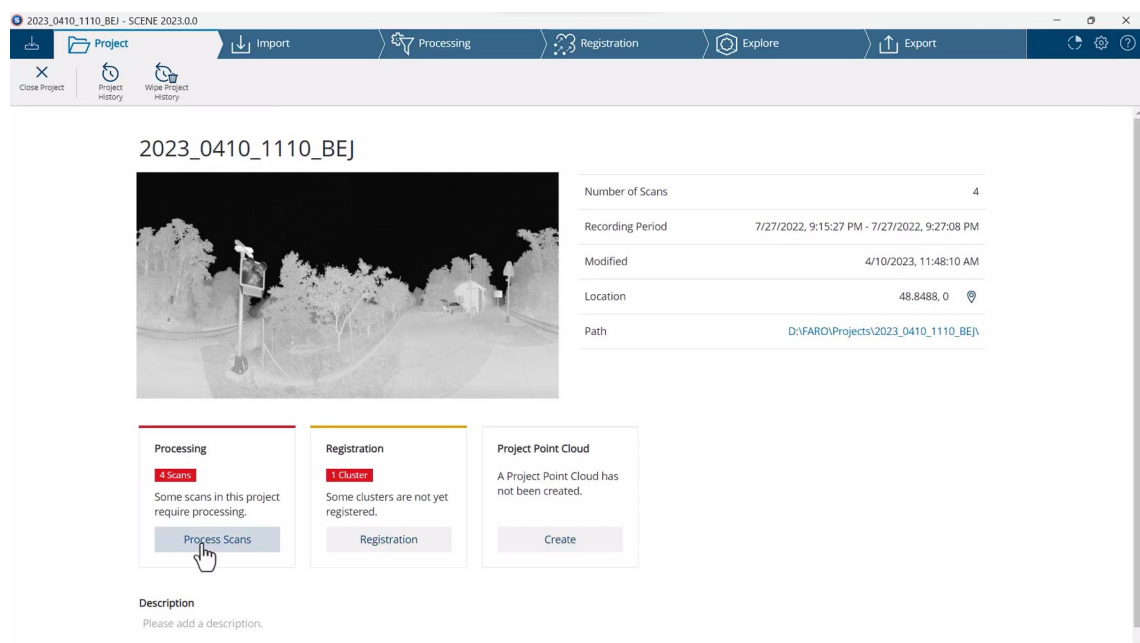 2023_0410_1110_BEJ - SCENE 2023.0.0
Project
Import
Processing
Registration
Explore
Export
Close Project
Project History
Wipe Project History
2023_0410_1110_BEJ
Number of Scans 4
Recording Period 7/27/2022, 9:15:27 PM - 7/27/2022, 9:27:08 PM
Modified 4/10/2023, 11:48:10 AM
Location 48.8488, 0
Path D:\FARO\Projects\2023_0410_1110_BEJ\
Processing
4 Scans
Some scans in this project
require processing.
Process Scans
Registration
1 Cluster
Some clusters are not yet
registered.
Registration
Project Point Cloud
A Project Point Cloud has
not been created.
Create
Description
Please add a description.